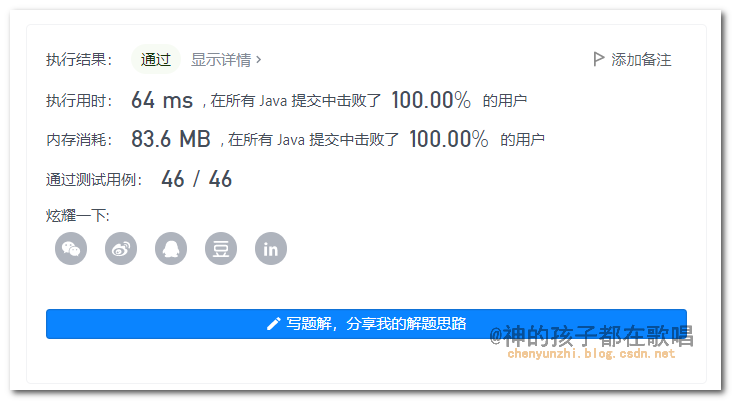 执行结果： 通过 显示详情 › 添加备注
执行用时： 64 ms ，在所有 Java 提交中击败了 100.00% 的用户
内存消耗： 83.6 MB ，在所有 Java 提交中击败了 100.00% 的用户
通过测试用例： 46 / 46
炫耀一下:
豆 in
写题解，分享我的解题思路
@神的孩子都在歌唱
chenyunzhi.blog.csdn.net